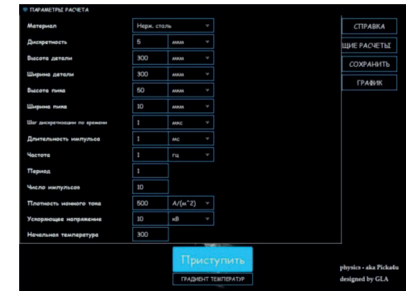 ПАРАМЕТРЫ РАСЧЕТА
Материал Нерж. сталь
Дискретность 5 мкм
Высота детали 300 мкм
Ширина детали 300 мкм
Высота пика 50 мкм
Ширина пика 10 мкм
Шаг дискретизации по времени 1 мкс
Длительность импульса 1 мс
Частота 1 гц
Период 1
Число импульсов 10
Плотность ионного тока 500 А/(м^2)
Ускоряющее напряжение 10 кВ
Начальная температура 300
СПРАВКА
ЩИЕ РАСЧЕТЫ
СОХРАНИТЬ
ГРАФИК
Приступить
ГРАДИЕНТ ТЕМПЕРАТУР
physics - aka Pickaðu
designed by GLA